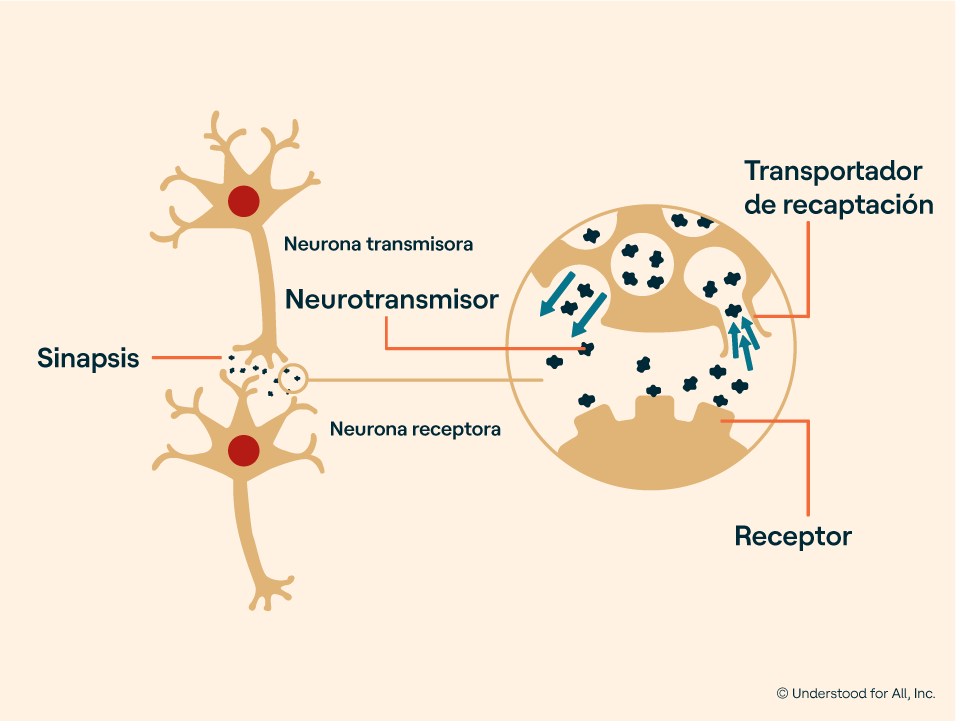 Transportador
de recaptación
Neurona transmisora
Neurotransmisor
Sinapsis
Neurona receptora
Receptor
© Understood for All, Inc.